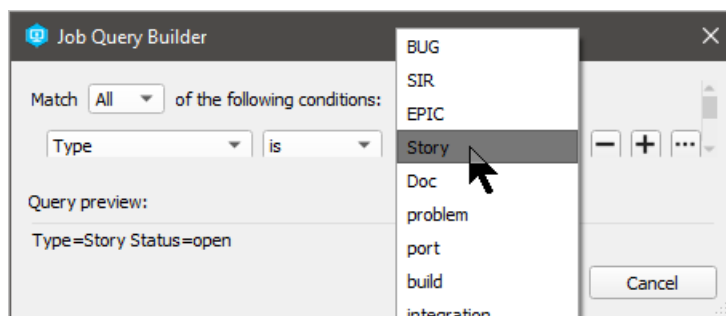 Job Query Builder
Match All of the following conditions:
Type is
Query preview:
Type=Story Status=open
BUG
SIR
EPIC
Story
Doc
problem
port
build
integration
Cancel